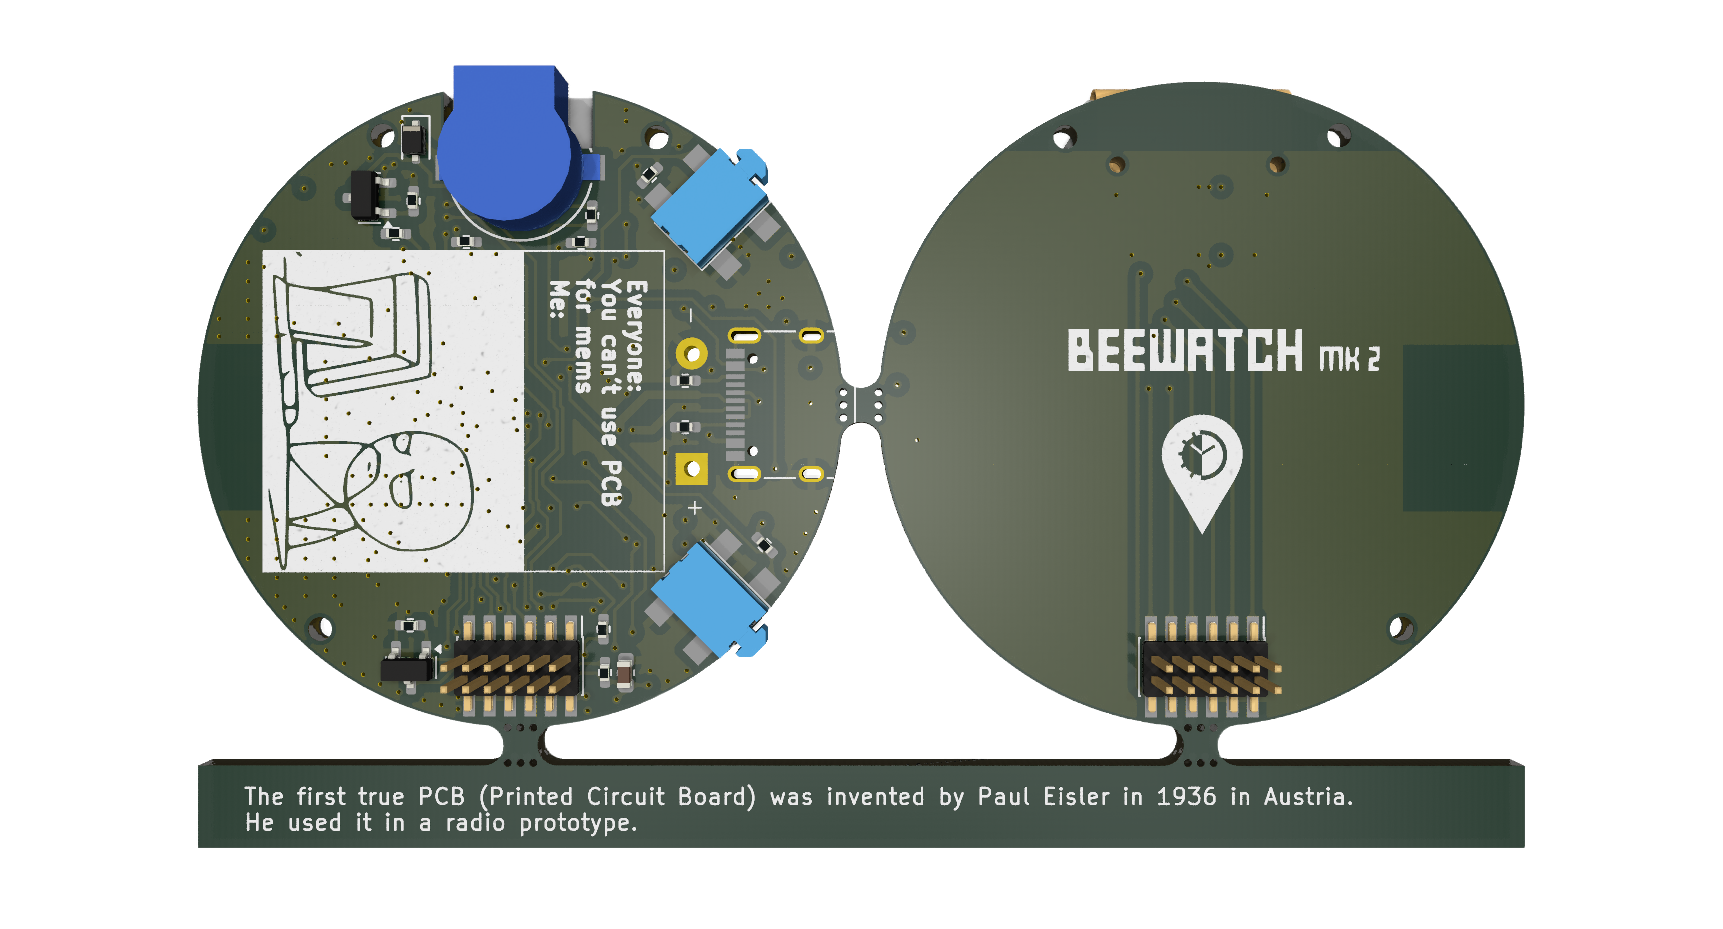 Everyone:
You can't use PCB
for mems
Me:
−
+
BEEWATCH mk 2
The first true PCB (Printed Circuit Board) was invented by Paul Eisler in 1936 in Austria.
He used it in a radio prototype.